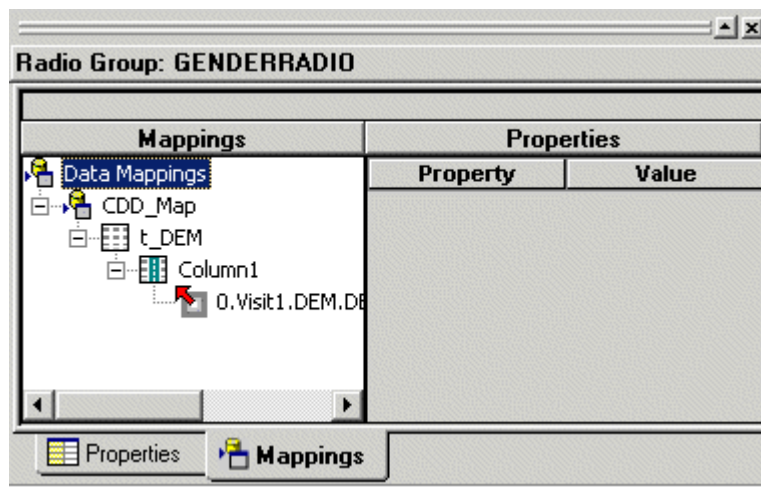 Radio Group: GENDERRADIO
Mappings Properties
Data Mappings Property Value
CDD_Map
t_DEM
Column1
0.Visit1.DEM.DE
Properties Mappings